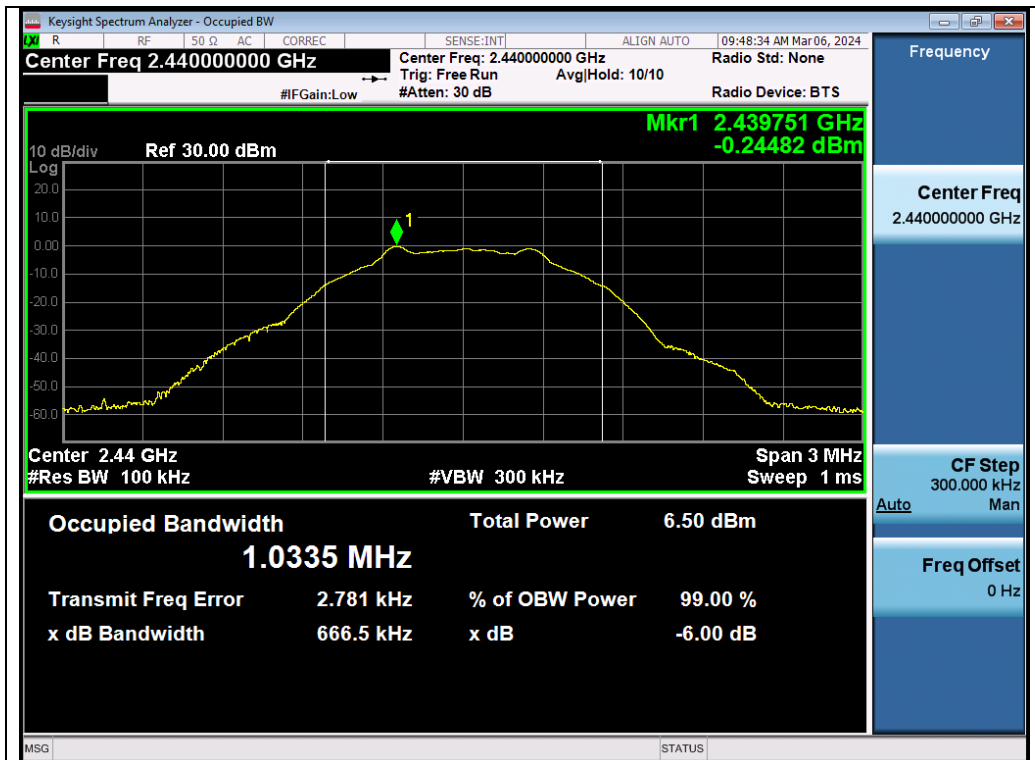 Keysight Spectrum Analyzer - Occupied BW
LXI R RF 50 Ω AC CORREC SENSE:INT ALIGN AUTO 09:48:34 AM Mar 06, 2024
Center Freq 2.440000000 GHz
#IFGain:Low
Center Freq: 2.440000000 GHz
Trig: Free Run Avg|Hold: 10/10
#Atten: 30 dB
Radio Std: None
Radio Device: BTS
Mkr1 2.439751 GHz
-0.24482 dBm
10 dB/div Ref 30.00 dBm
Log
20.0
10.0
0.00
-10.0
-20.0
-30.0
-40.0
-50.0
-60.0
1
Center 2.44 GHz Span 3 MHz
#Res BW 100 kHz #VBW 300 kHz Sweep 1 ms
Occupied Bandwidth Total Power 6.50 dBm
1.0335 MHz
Transmit Freq Error 2.781 kHz % of OBW Power 99.00 %
x dB Bandwidth 666.5 kHz x dB -6.00 dB
Frequency
Center Freq
2.440000000 GHz
CF Step
300.000 kHz
Auto Man
Freq Offset
0 Hz
MSG STATUS